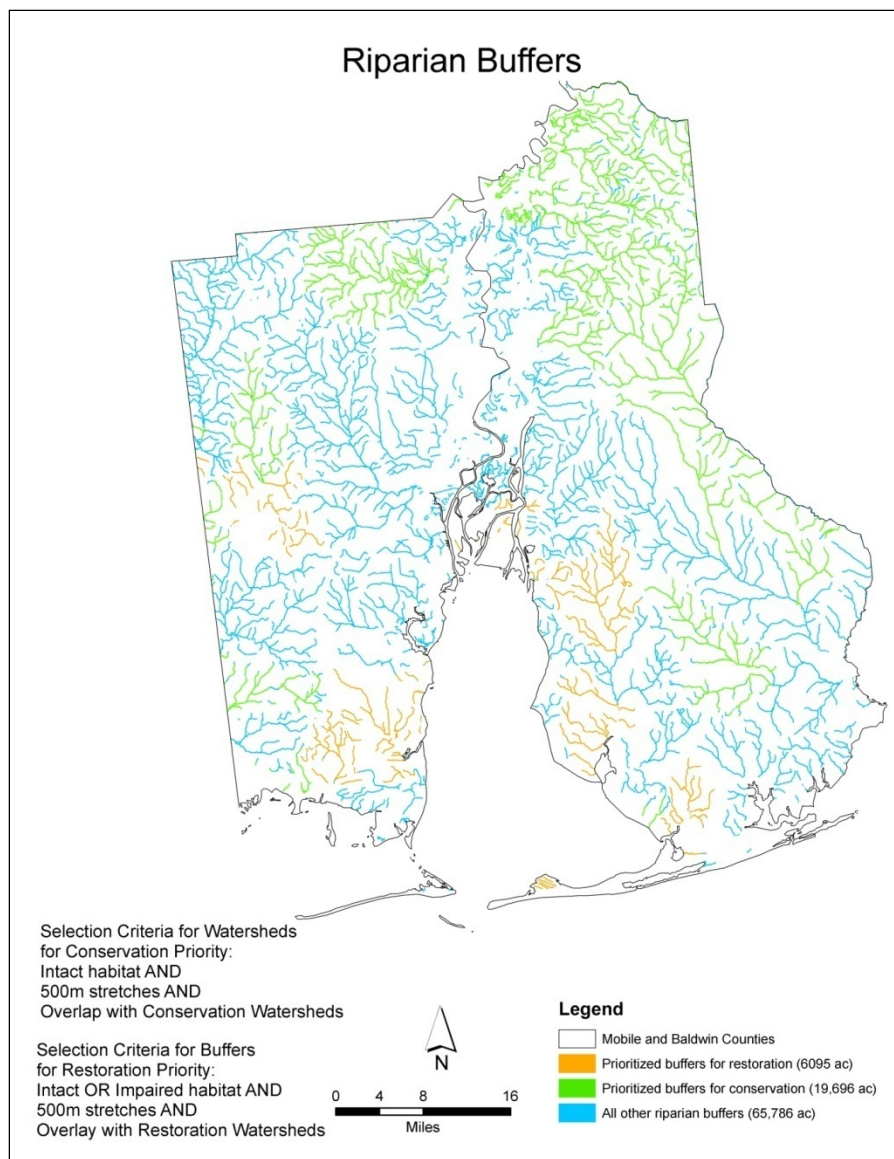 Riparian Buffers
Selection Criteria for Watersheds
for Conservation Priority:
Intact habitat AND
500m stretches AND
Overlap with Conservation Watersheds
Selection Criteria for Buffers
for Restoration Priority:
Intact OR Impaired habitat AND
500m stretches AND
Overlay with Restoration Watersheds
N
0 4 8 16
Miles
Legend
Mobile and Baldwin Counties
Prioritized buffers for restoration (6095 ac)
Prioritized buffers for conservation (19,696 ac)
All other riparian buffers (65,786 ac)